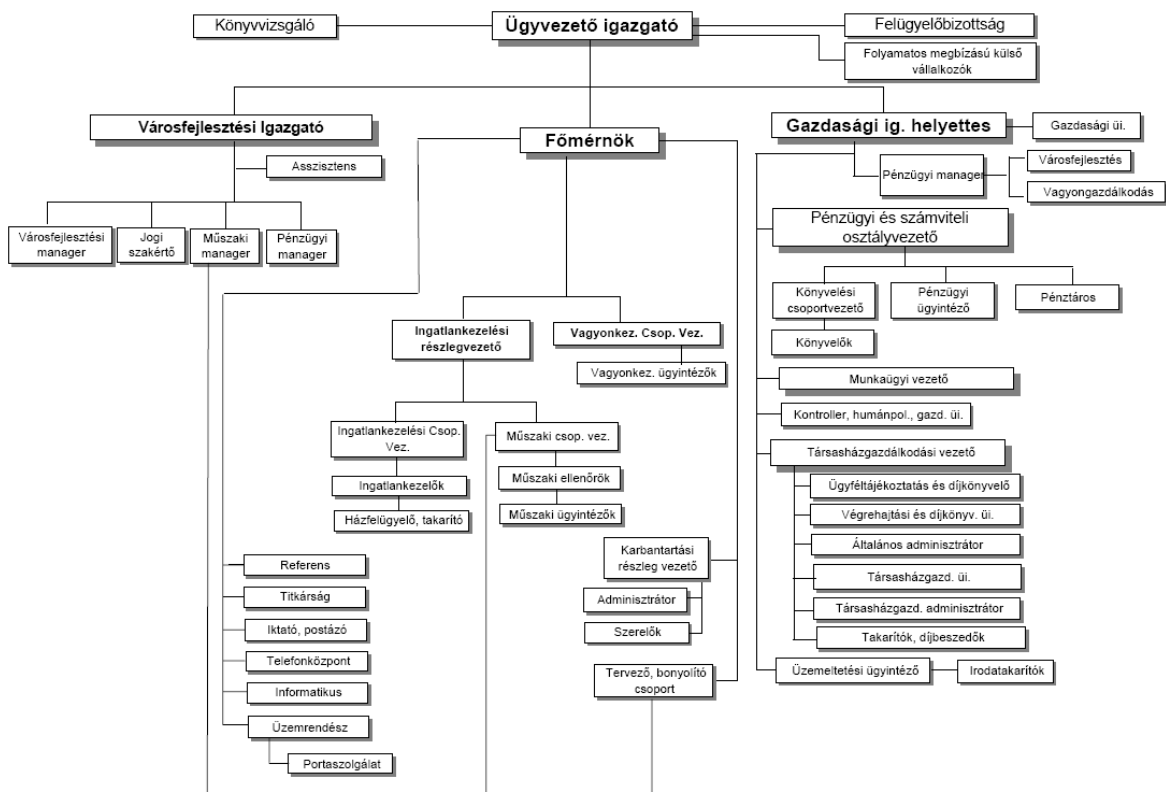 Könyvvizsgáló
Ügyvezető igazgató
Felügyelőbizottság
Folyamatos megbízású külső
vállalkozók
Városfejlesztési Igazgató
Főmérnök
Gazdasági ig. helyettes
Gazdasági üi.
Asszisztens
Pénzügyi manager
Városfejlesztés
Vagyongazdálkodás
Városfejlesztési
manager
Jogi
szakértő
Műszaki
manager
Pénzügyi
manager
Pénzügyi és számviteli
osztályvezető
Könyvelési
csoportvezető
Pénzügyi
ügyintéző
Pénztáros
Könyvelők
Ingatlankezelési
részlegvezető
Vagyonkez. Csop. Vez.
Vagyonkez. ügyintézők
Munkaügyi vezető
Kontroller, humánpol., gazd. üi.
Ingatlankezelési Csop.
Vez.
Műszaki csop. vez.
Társasházgazdálkodási vezető
Ingatlankezelők
Műszaki ellenőrök
Ügyféltájékoztatás és díjkönyvelő
Házfelügyelő, takarító
Műszaki ügyintézők
Végrehajtási és díjkönyv. üi.
Általános adminisztrátor
Karbantartási
részleg vezető
Referens
Társasházgazd. üi.
Titkárság
Adminisztrátor
Társasházgazd. adminisztrátor
Iktató, postázó
Szerelők
Takarítók, díjbeszedők
Telefonközpont
Tervező, bonyolító
csoport
Üzemeltetési ügyintéző
Irodatakarítók
Informatikus
Üzemrendész
Portaszolgálat